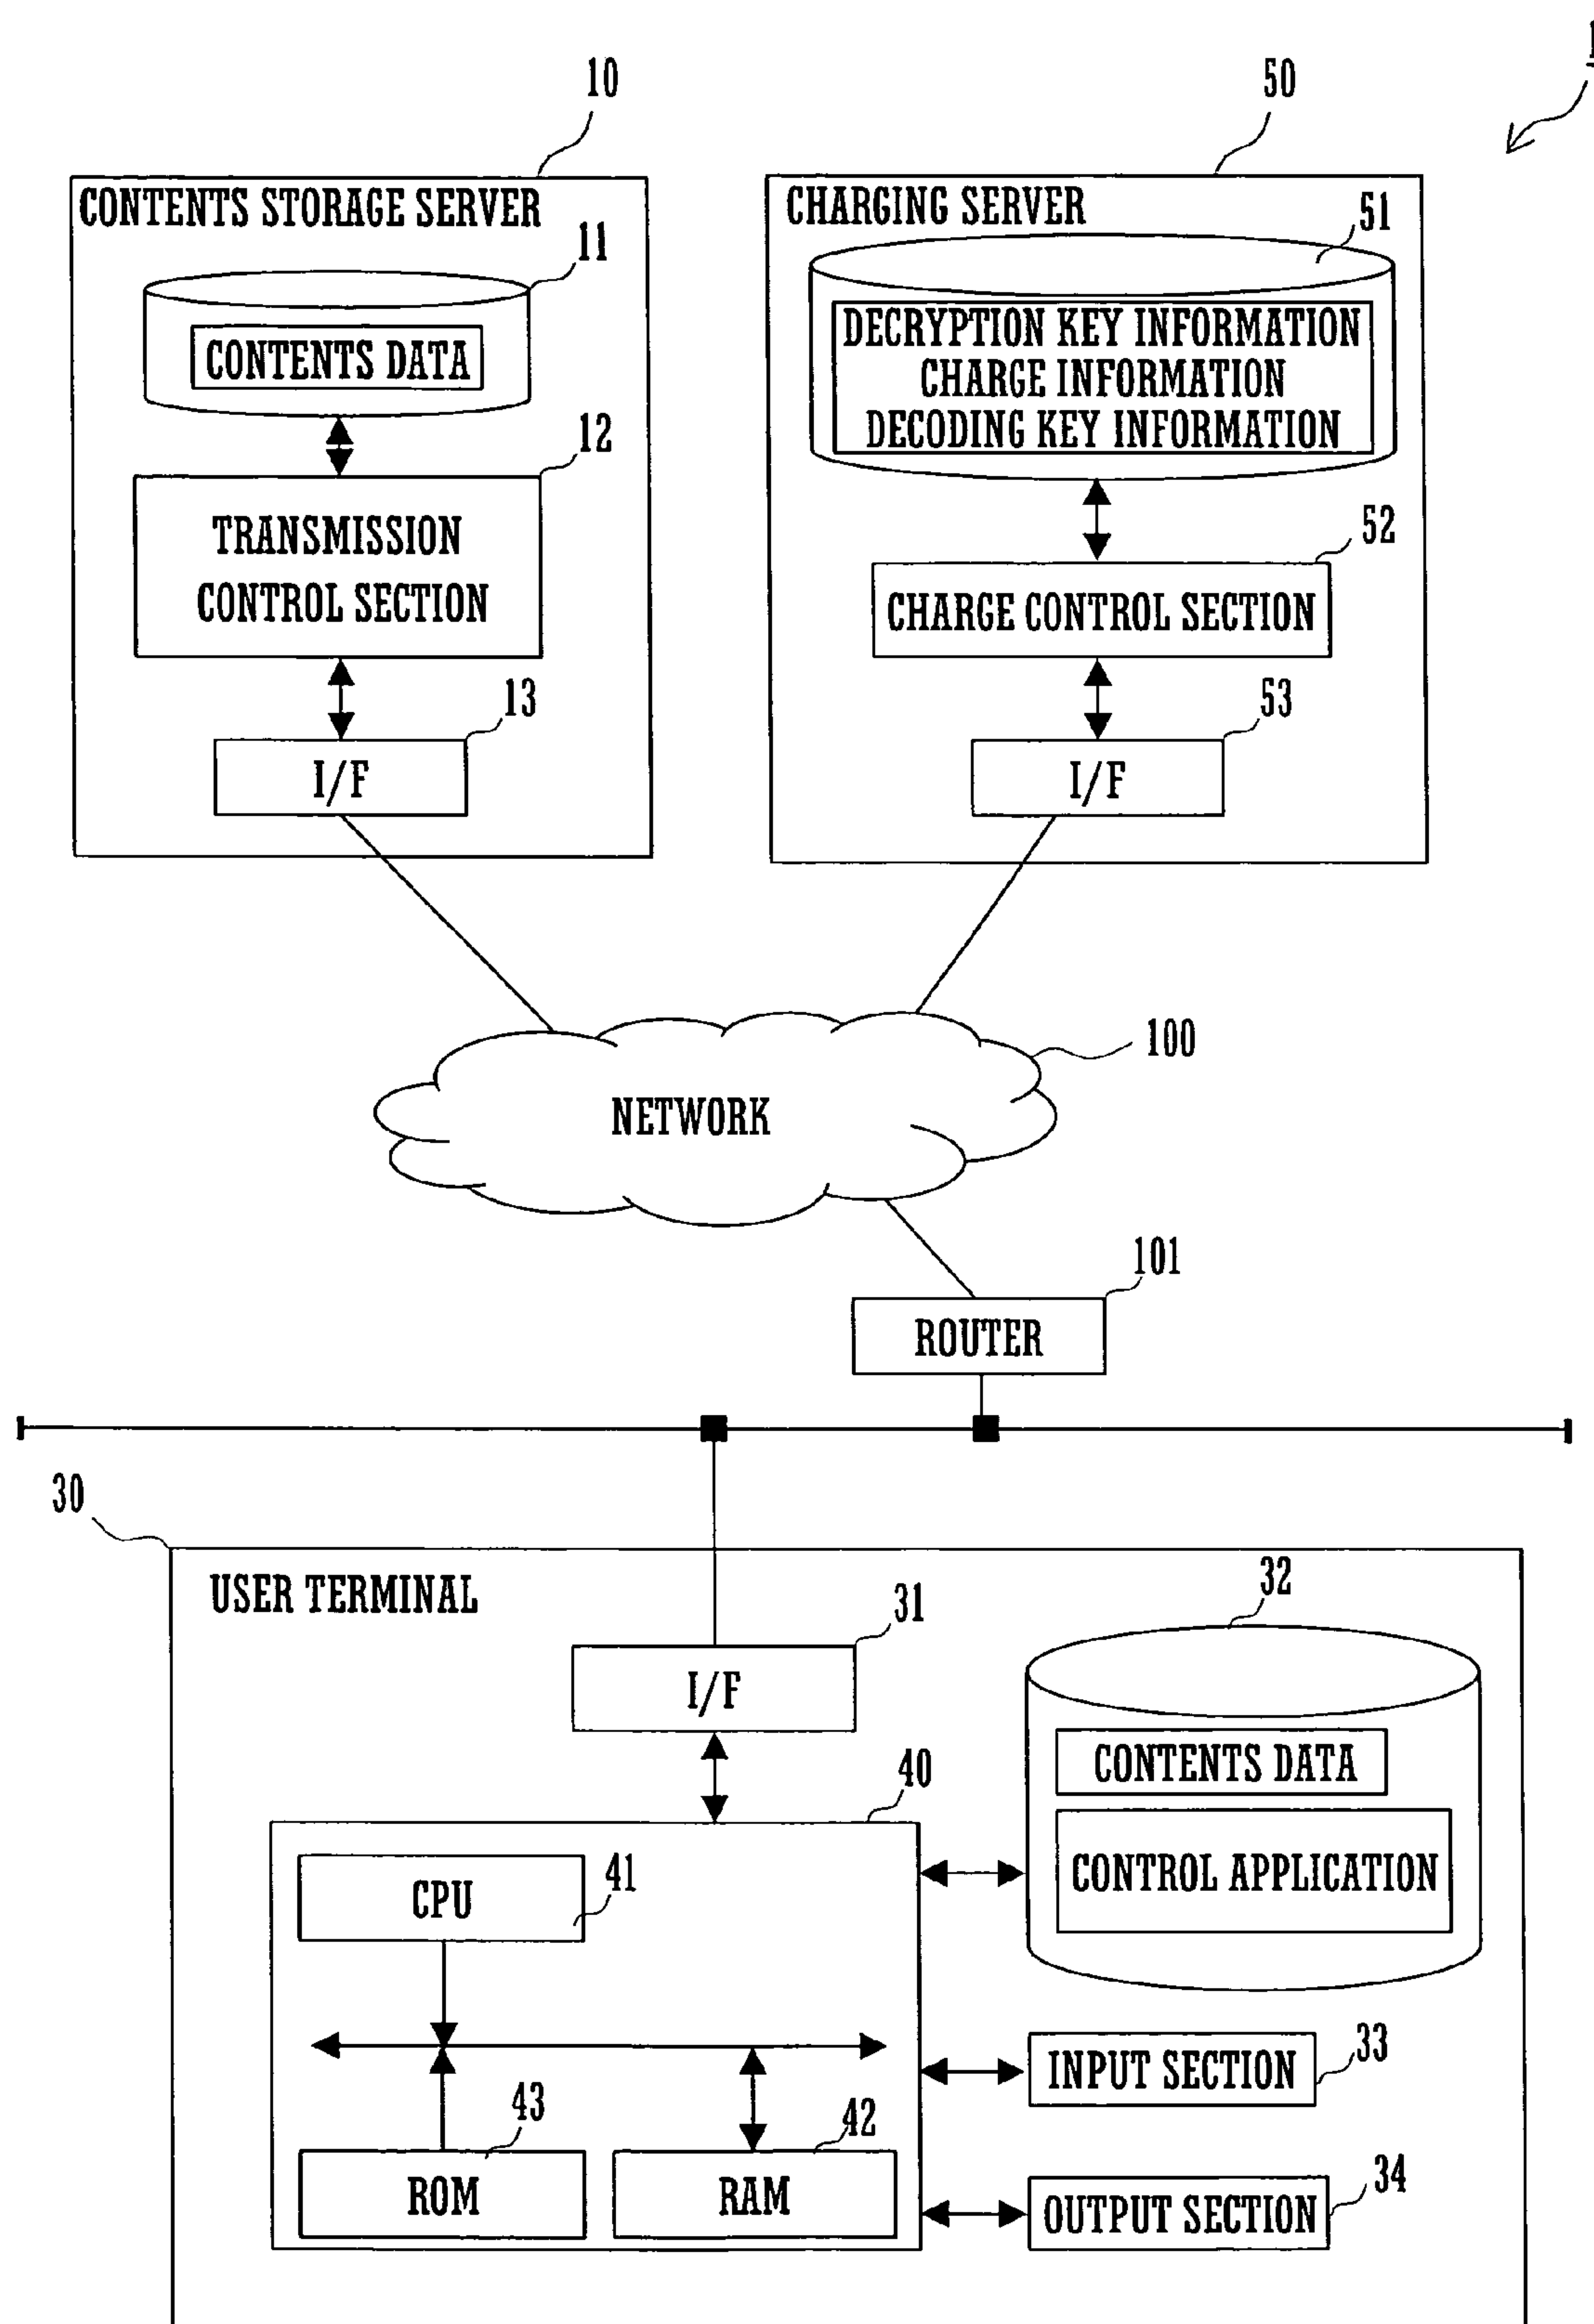 1
10
50
CONTENTS STORAGE SERVER
11
CONTENTS DATA
12
TRANSMISSION
CONTROL SECTION
13
I/F
CHARGING SERVER
51
DECRYPTION KEY INFORMATION
CHARGE INFORMATION
DECODING KEY INFORMATION
52
CHARGE CONTROL SECTION
53
I/F
100
NETWORK
101
ROUTER
30
USER TERMINAL
31
I/F
32
CONTENTS DATA
CONTROL APPLICATION
40
41
CPU
43
ROM
42
RAM
33
INPUT SECTION
34
OUTPUT SECTION